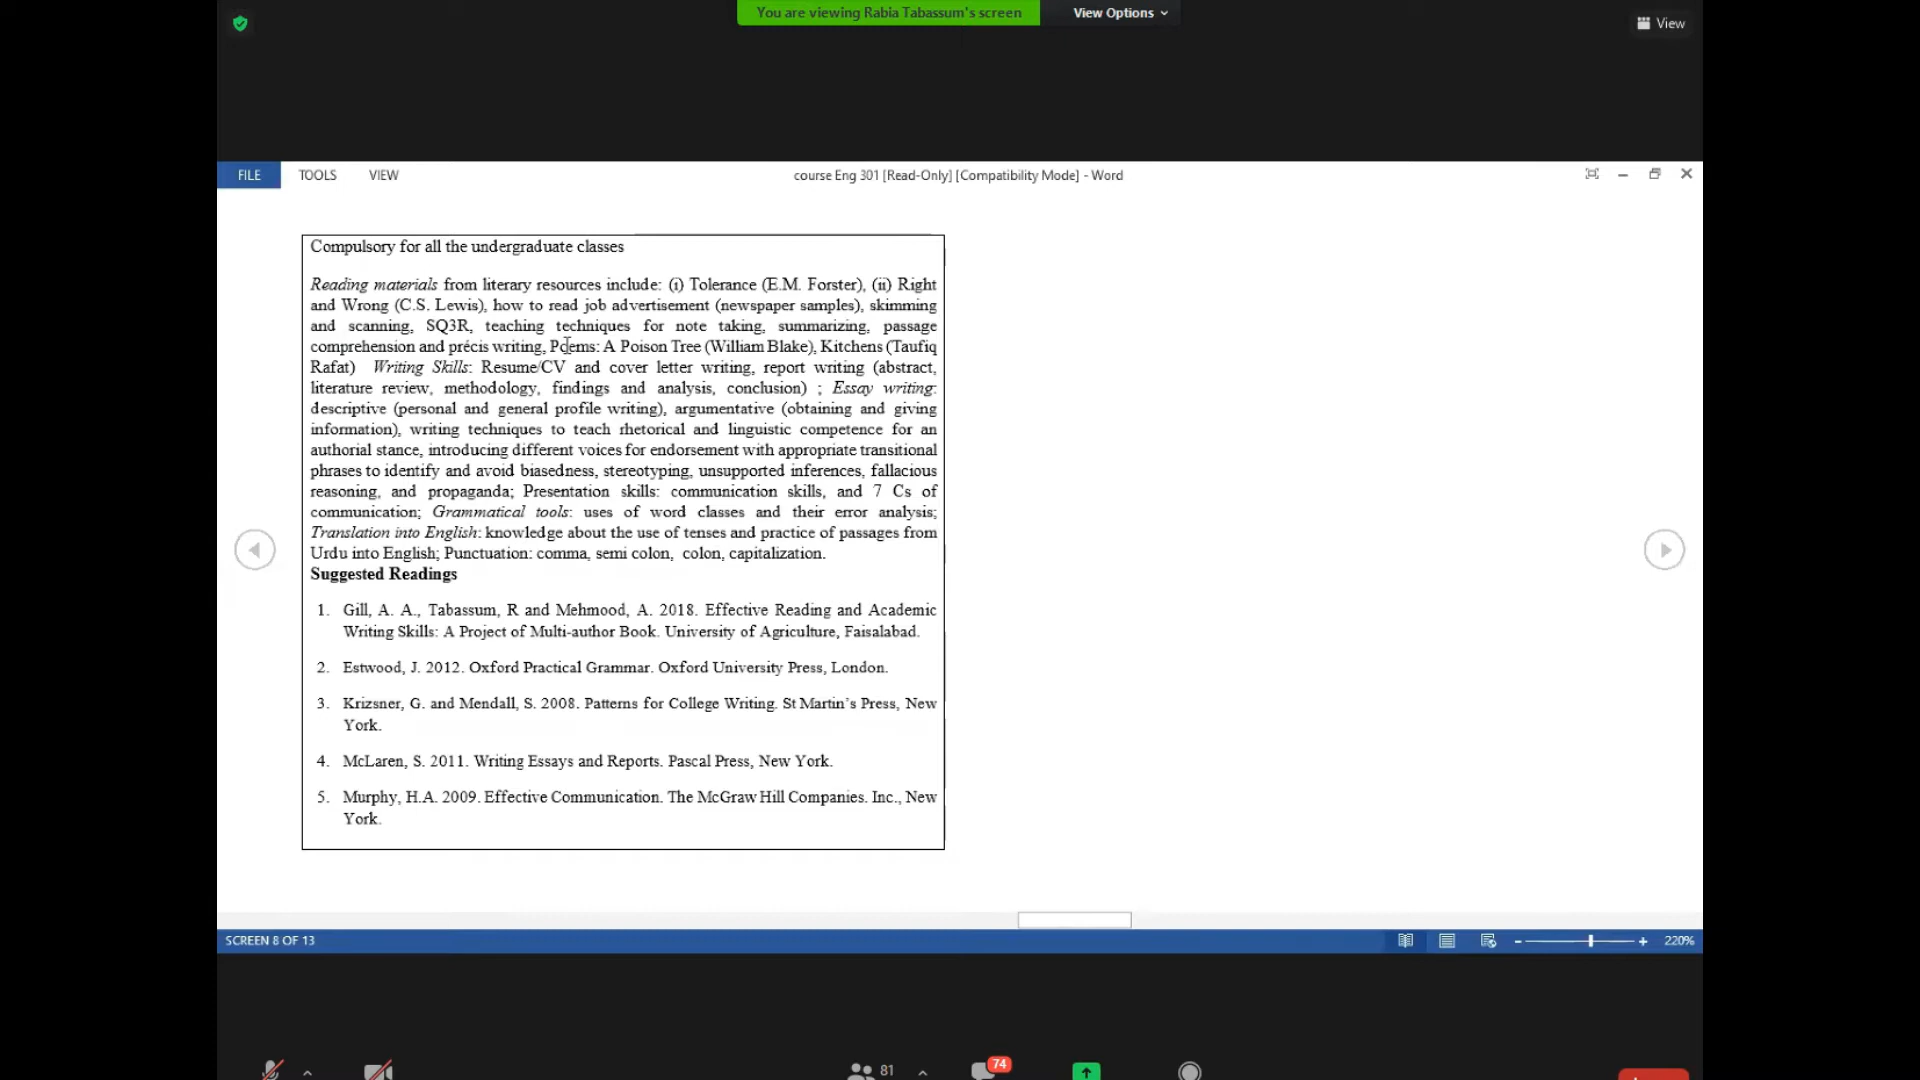 You are viewing Rabia Tabassum's screen
View Options
View
FILE TOOLS VIEW
course Eng 301 [Read-Only] [Compatibility Mode] - Word
Compulsory for all the undergraduate classes
Reading materials from literary resources include: (i) Tolerance (E.M. Forster), (ii) Right
and Wrong (C.S. Lewis), how to read job advertisement (newspaper samples), skimming
and scanning, SQ3R, teaching techniques for note taking, summarizing, passage
comprehension and précis writing, Poems: A Poison Tree (William Blake), Kitchens (Taufiq
Rafat) Writing Skills: Resume/CV and cover letter writing, report writing (abstract,
literature review, methodology, findings and analysis, conclusion) ; Essay writing:
descriptive (personal and general profile writing), argumentative (obtaining and giving
information), writing techniques to teach rhetorical and linguistic competence for an
authorial stance, introducing different voices for endorsement with appropriate transitional
phrases to identify and avoid biasedness, stereotyping, unsupported inferences, fallacious
reasoning, and propaganda; Presentation skills: communication skills, and 7 Cs of
communication; Grammatical tools: uses of word classes and their error analysis;
Translation into English: knowledge about the use of tenses and practice of passages from
Urdu into English; Punctuation: comma, semi colon, colon, capitalization.
Suggested Readings
1. Gill, A. A., Tabassum, R and Mehmood, A. 2018. Effective Reading and Academic
Writing Skills: A Project of Multi-author Book. University of Agriculture, Faisalabad.
2. Estwood, J. 2012. Oxford Practical Grammar. Oxford University Press, London.
3. Krizsner, G. and Mendall, S. 2008. Patterns for College Writing. St Martin's Press, New
York.
4. McLaren, S. 2011. Writing Essays and Reports. Pascal Press, New York.
5. Murphy, H.A. 2009. Effective Communication. The McGraw Hill Companies. Inc., New
York.
SCREEN 8 OF 13
220%
81
74